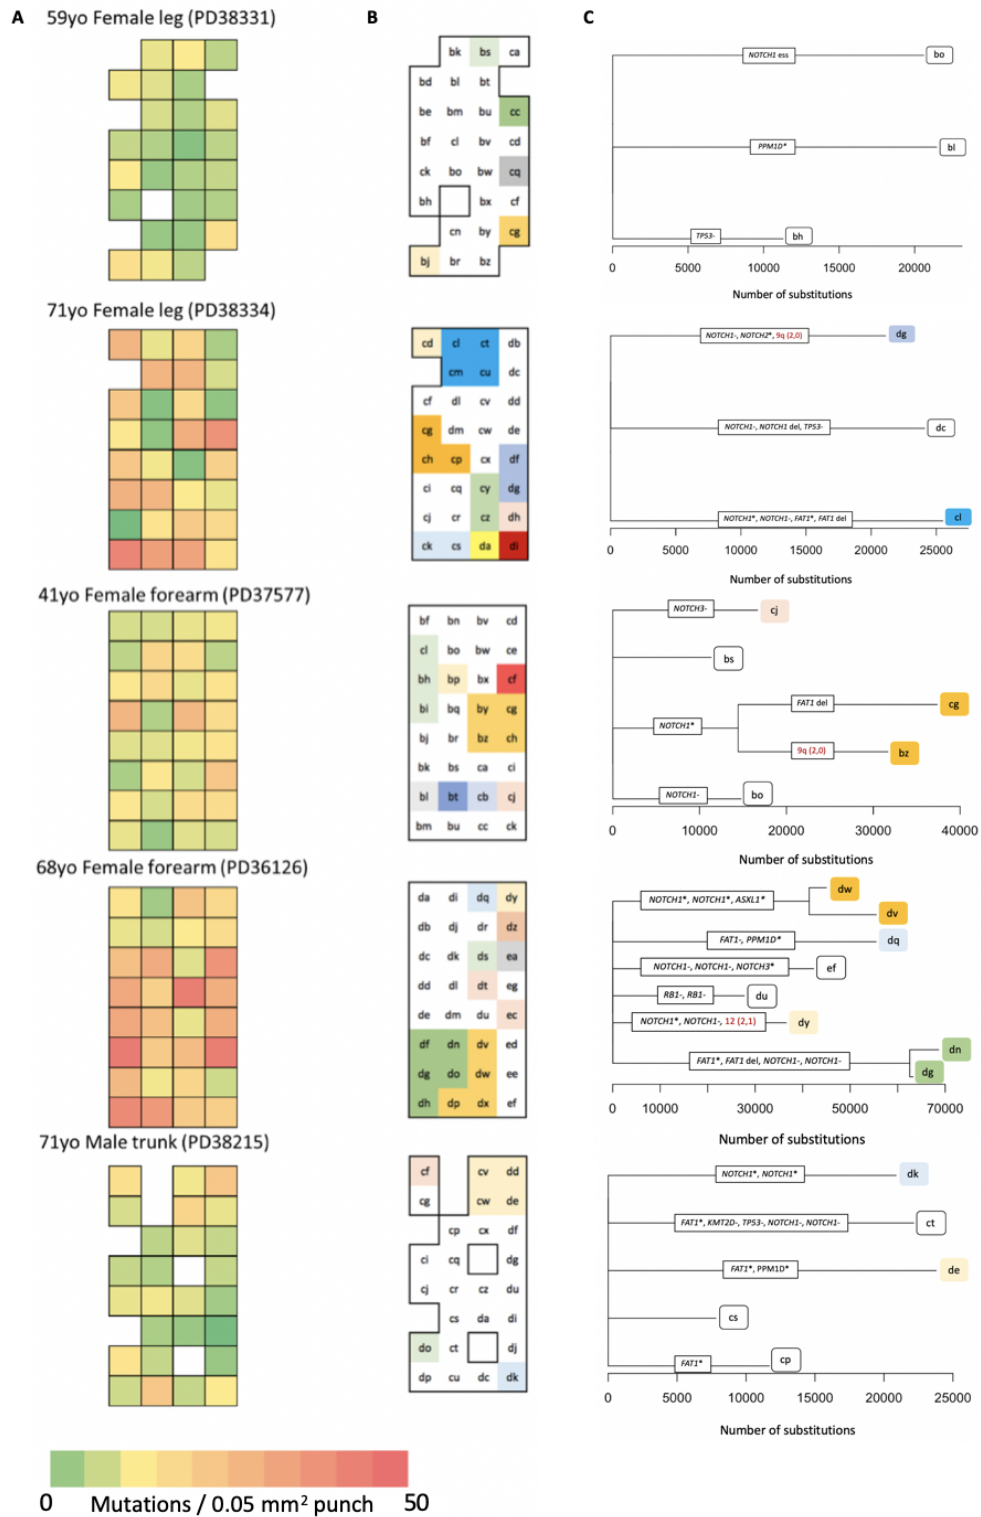 A
B
C
59yo Female leg (PD38331)
bk bs ca
bd bl bt
be bm bu cc
bf cl bv cd
ck bo bw cq
bh bx cf
cn by cg
bj br bz
NOTCH1 ess
bo
PPM1D*
bl
TP53-
bh
0 5000 10000 15000 20000
Number of substitutions
71yo Female leg (PD38334)
cd cl ct db
cm cu dc
cf dl cv dd
cg dm cw de
ch cp cx df
ci cq cy dg
cj cr cz dh
ck cs da di
NOTCH1-, NOTCH2*, 9q (2,0)
dg
NOTCH1-, NOTCH1 del, TP53-
dc
NOTCH1*, NOTCH1-, FAT1*, FAT1 del
cl
0 5000 10000 15000 20000 25000
Number of substitutions
41yo Female forearm (PD37577)
bf bn bv cd
cl bo bw ce
bh bp bx cf
bi bq by cg
bj br bz ch
bk bs ca ci
bl bt cb cj
bm bu cc ck
NOTCH3-
cj
bs
NOTCH1*
FAT1 del
cg
9q (2,0)
bz
NOTCH1-
bo
0 10000 20000 30000 40000
Number of substitutions
68yo Female forearm (PD36126)
da di dq dy
db dj dr dz
dc dk ds ea
dd dl dt eg
de dm du ec
df dn dv ed
dg do dw ee
dh dp dx ef
NOTCH1*, NOTCH1*, ASXL1*
dw
dv
FAT1-, PPM1D*
dq
NOTCH1-, NOTCH1-, NOTCH3*
ef
RB1-, RB1-
du
NOTCH1*, NOTCH1-, 12 (2,1)
dy
FAT1*, FAT1 del, NOTCH1-, NOTCH1-
dn
dg
0 10000 30000 50000 70000
Number of substitutions
71yo Male trunk (PD38215)
cf cv dd
cg cw de
cp cx df
ci cq dg
cj cr cz du
cs da di
do ct dj
dp cu dc dk
NOTCH1*, NOTCH1*
dk
FAT1*, KMT2D-, TP53-, NOTCH1-, NOTCH1-
ct
FAT1*, PPM1D*
de
cs
FAT1*
cp
0 5000 10000 15000 20000 25000
Number of substitutions
0 Mutations / 0.05 mm² punch 50